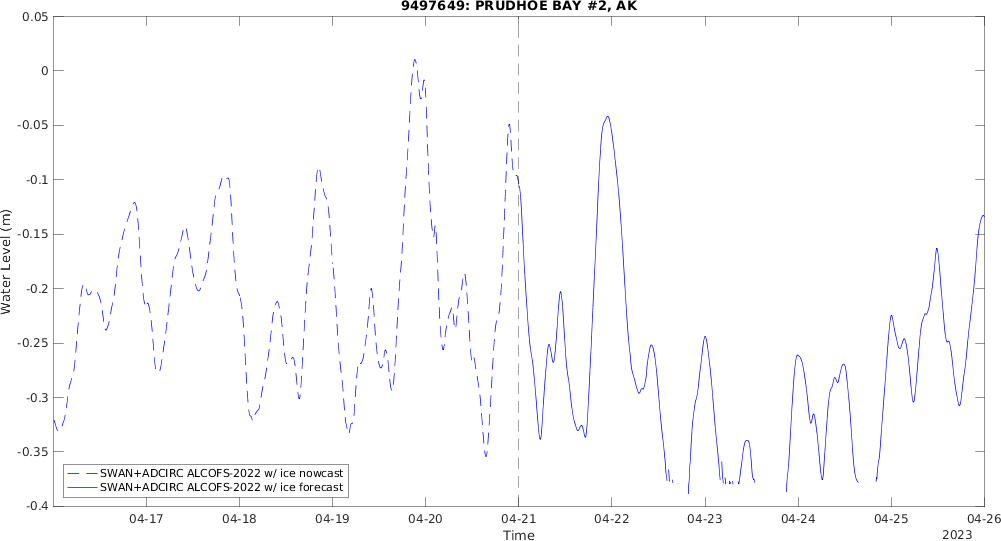 9497649: PRUDHOE BAY #2, AK
0.05
0
-0.05
-0.1
-0.15
-0.2
-0.25
-0.3
-0.35
-0.4
Water Level (m)
SWAN+ADCIRC ALCOFS-2022 w/ ice nowcast
SWAN+ADCIRC ALCOFS-2022 w/ ice forecast
04-17 04-18 04-19 04-20 04-21 04-22 04-23 04-24 04-25 04-26
Time
2023